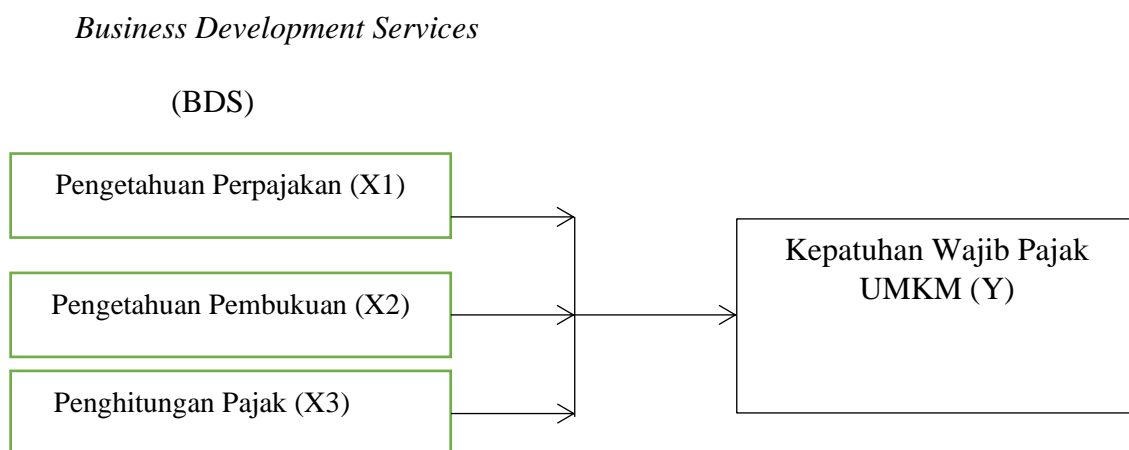 Business Development Services
(BDS)
Pengetahuan Perpajakan (X1)
Pengetahuan Pembukuan (X2)
Penghitungan Pajak (X3)
Kepatuhan Wajib Pajak
UMKM (Y)